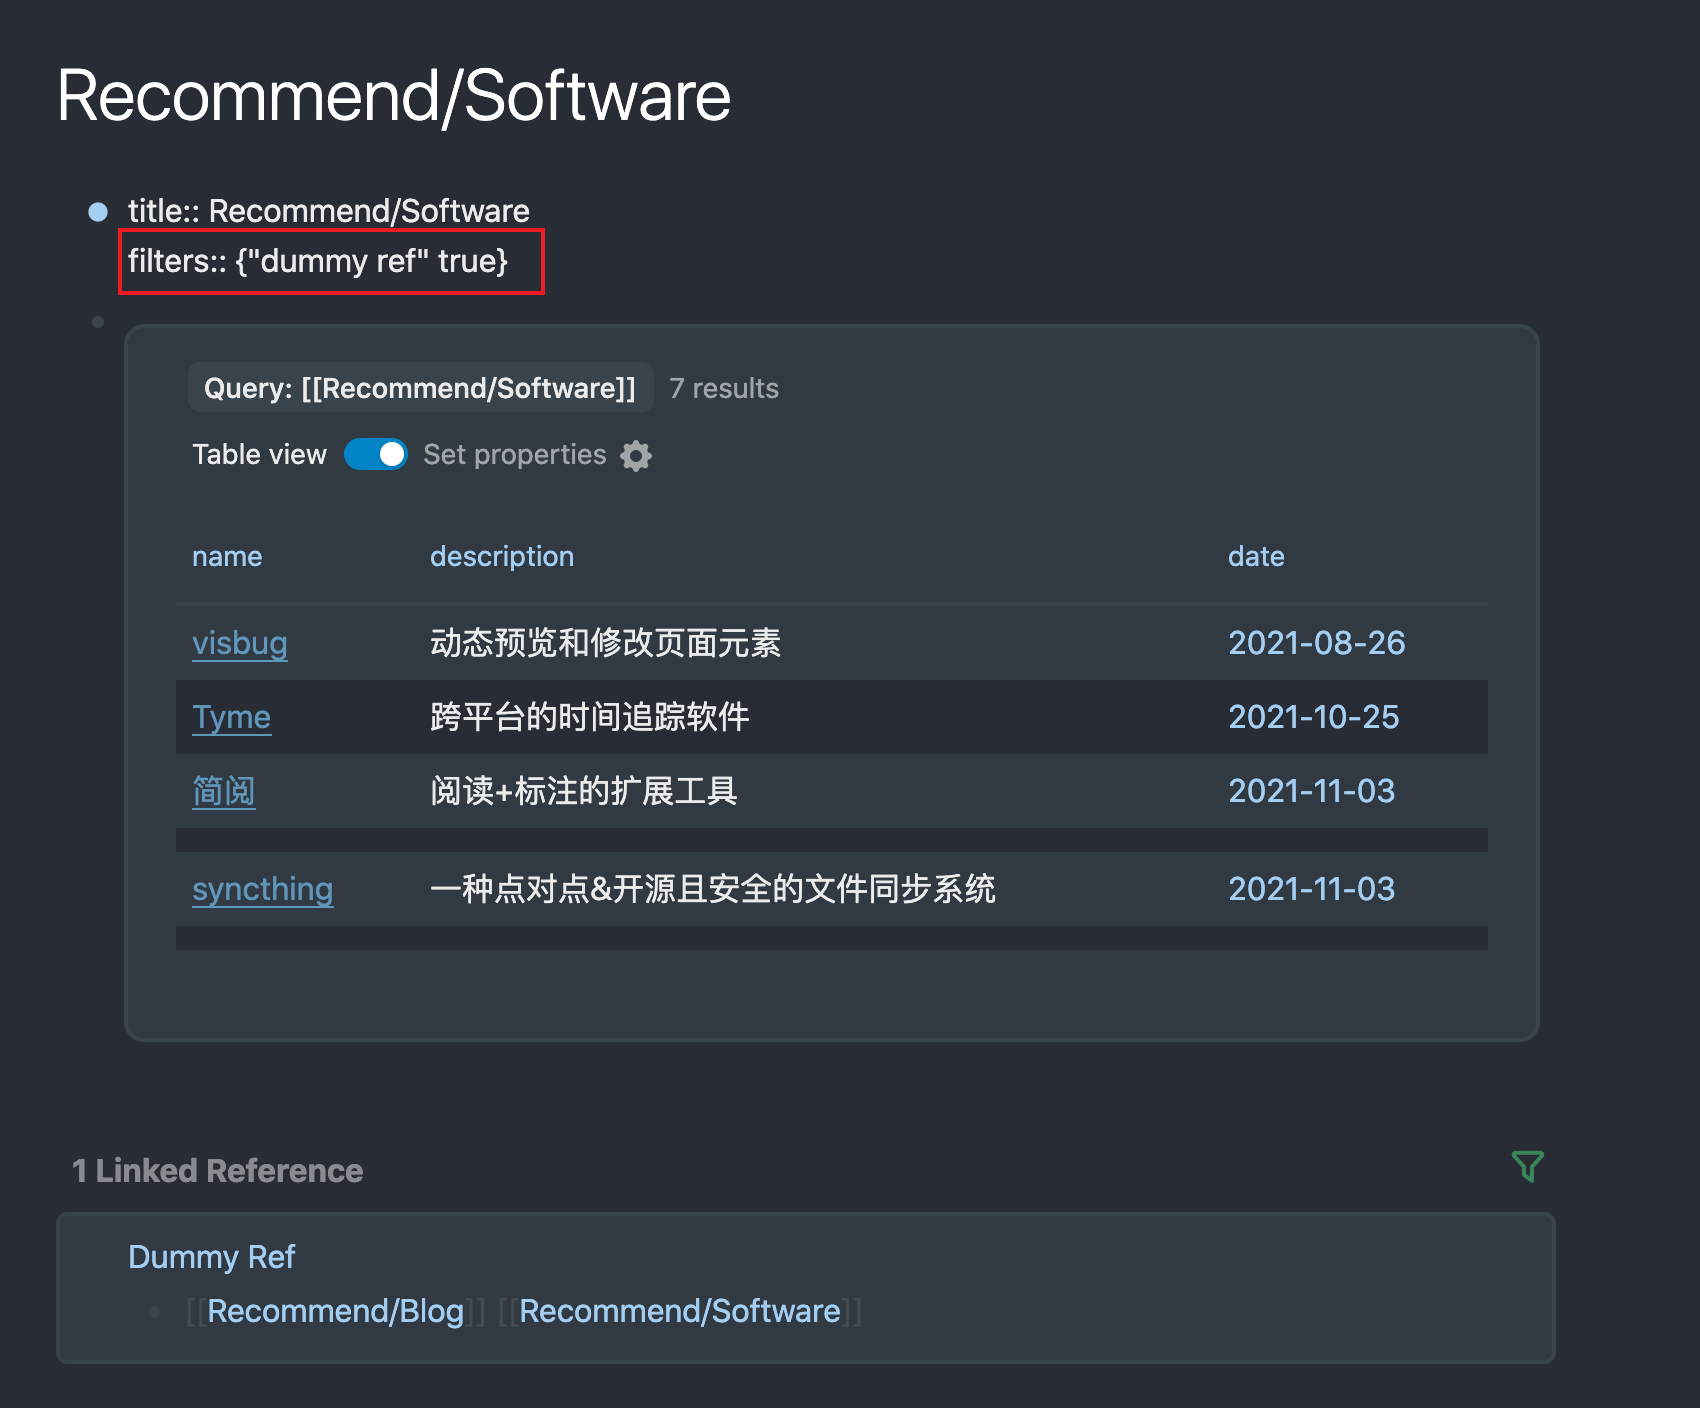 Recommend/Software
title:: Recommend/Software
filters:: {"dummy ref" true}
Query: [[Recommend/Software]] 7 results
Table view Set properties
name description date
visbug 动态预览和修改页面元素 2021-08-26
Tyme 跨平台的时间追踪软件 2021-10-25
简阅 阅读+标注的扩展工具 2021-11-03
syncthing 一种点对点&开源且安全的文件同步系统 2021-11-03
1 Linked Reference
Dummy Ref
[[Recommend/Blog]] [[Recommend/Software]]